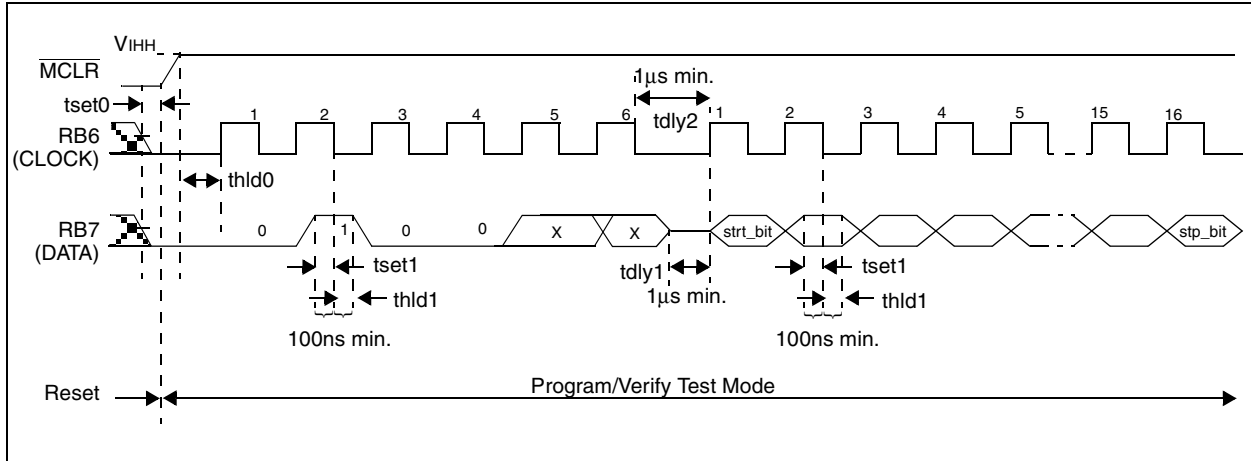 VIHH
MCLR
tset0
1µs min.
tdly2
RB6
(CLOCK)
1 2 3 4 5 6 1 2 3 4 5 15 16
thld0
RB7
(DATA)
0 1 0 0 X X strt_bit stp_bit
tset1
thld1
100ns min.
tdly1
1µs min.
tset1
thld1
100ns min.
Reset
Program/Verify Test Mode